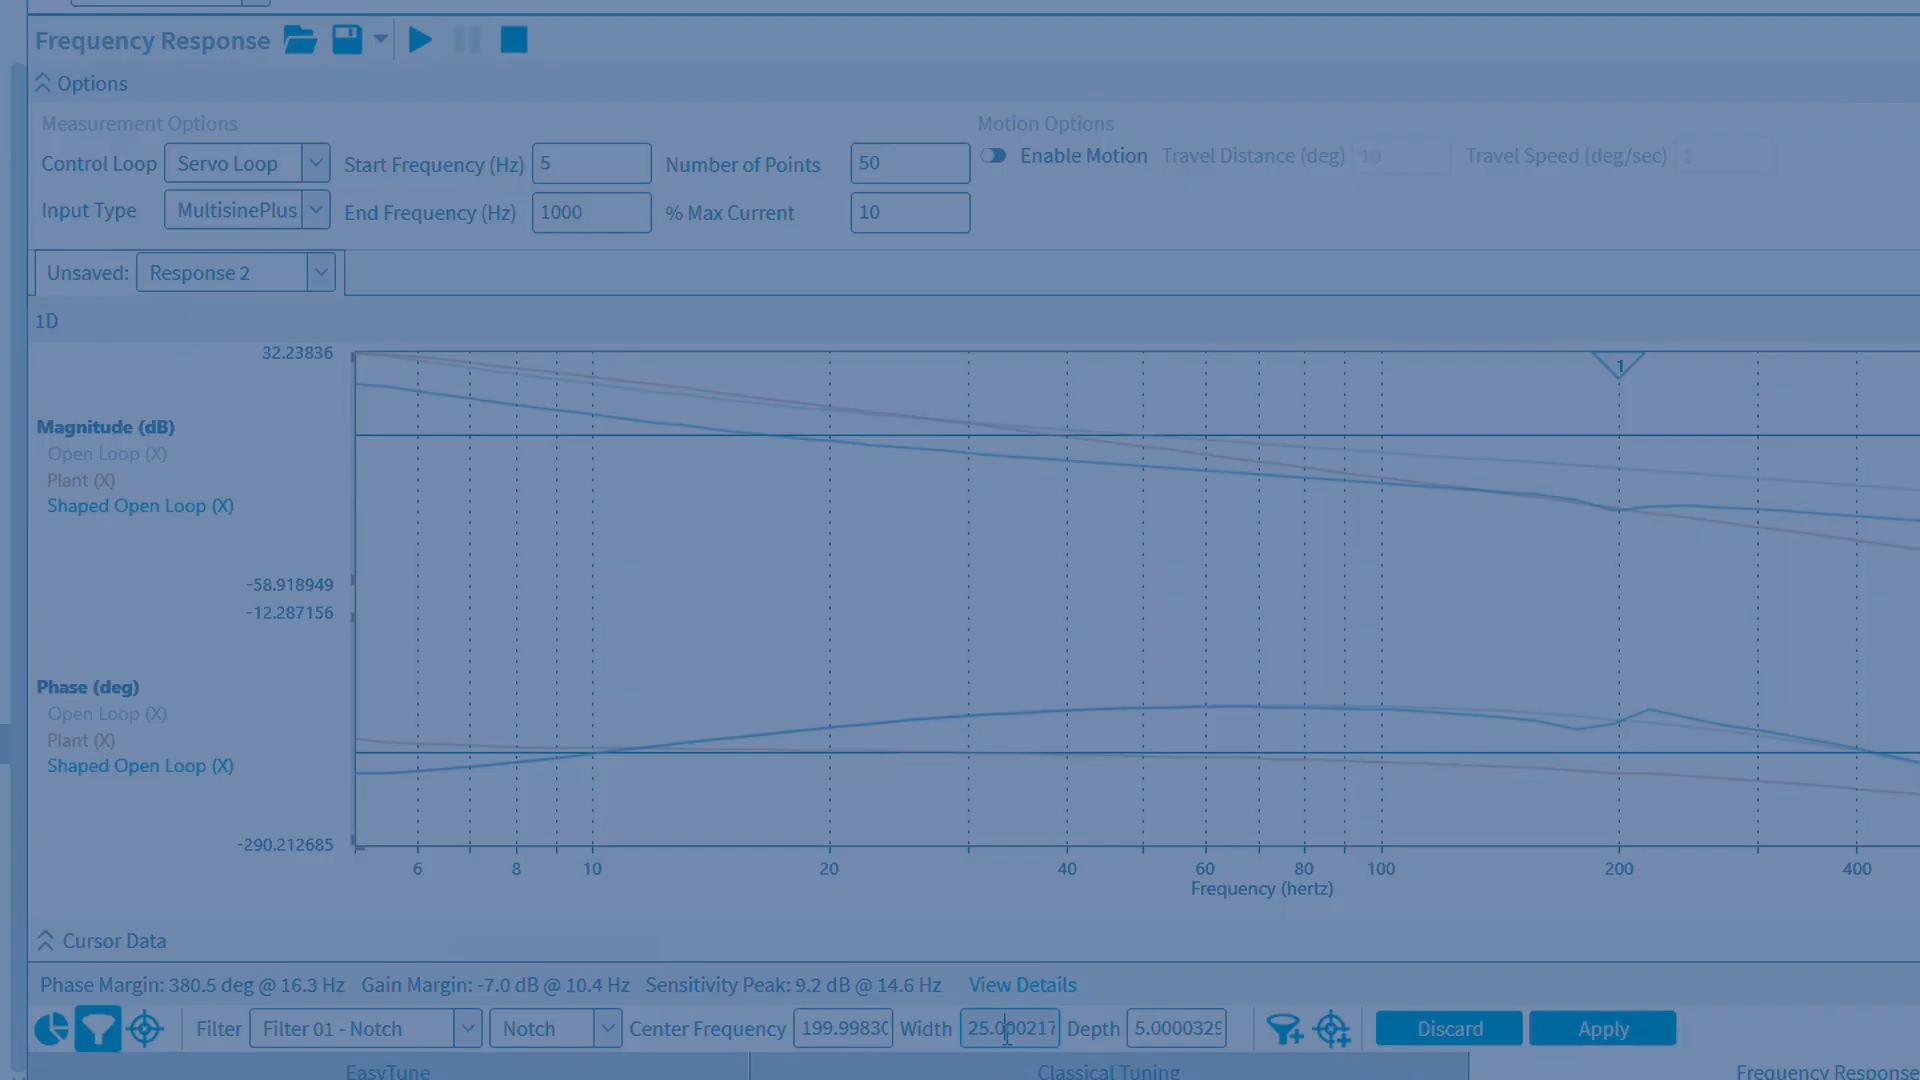 Frequency Response
Options
Measurement Options
Motion Options
Control Loop Servo Loop Start Frequency (Hz) 5 Number of Points 50 Enable Motion Travel Distance (deg) 10 Travel Speed (deg/sec) 1
Input Type MultisinePlus End Frequency (Hz) 1000 % Max Current 10
Unsaved: Response 2
1D
32.23836
1
Magnitude (dB)
Open Loop (X)
Plant (X)
Shaped Open Loop (X)
-58.918949
-12.287156
Phase (deg)
Open Loop (X)
Plant (X)
Shaped Open Loop (X)
-290.212685
6 8 10 20 40 60 80 100 200 400
Frequency (hertz)
Cursor Data
Phase Margin: 380.5 deg @ 16.3 Hz Gain Margin: -7.0 dB @ 10.4 Hz Sensitivity Peak: 9.2 dB @ 14.6 Hz View Details
Filter Filter 01 - Notch Notch Center Frequency 199.9983 Width 25.000217 Depth 5.000032 Discard Apply
EasyTune Classical Tuning Frequency Response